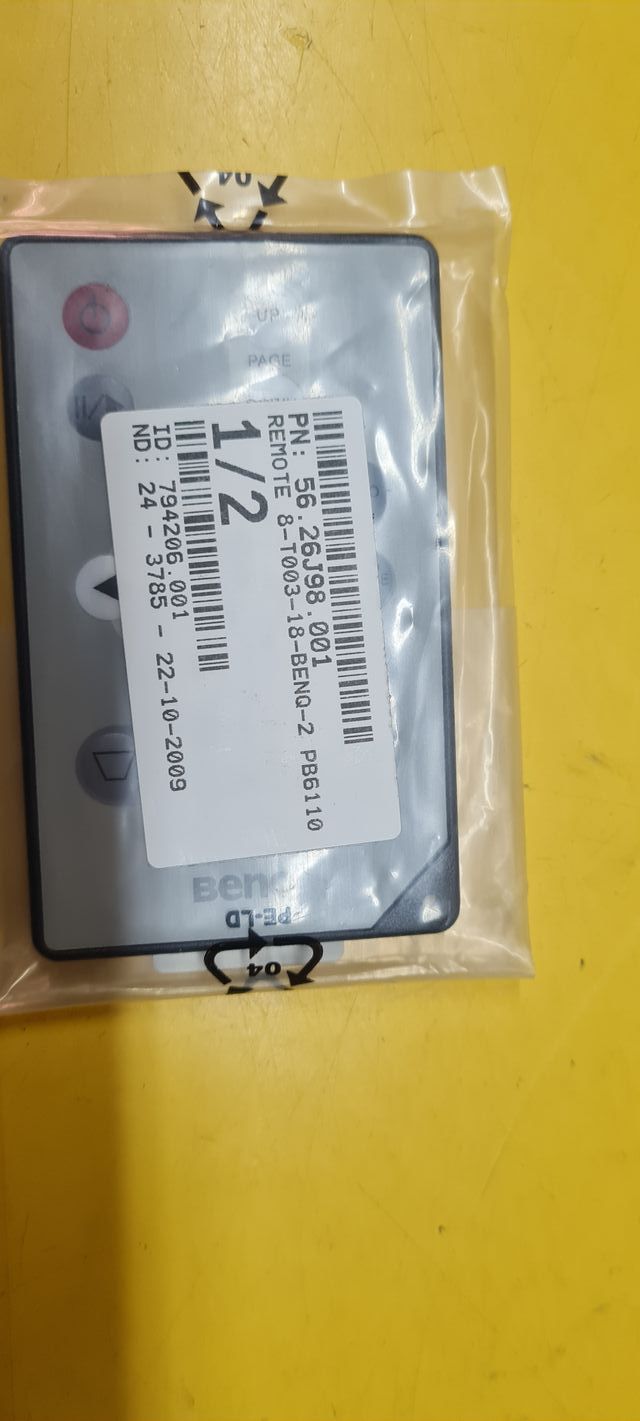 04
UP
PAGE
PN: 56.26J98.001
REMOTE 8-T003-18-BENQ-2 PB6110
1/2
ID: 794206.001
ND: 24 - 3785 - 22-10-2009
Ben
PE-LD
04